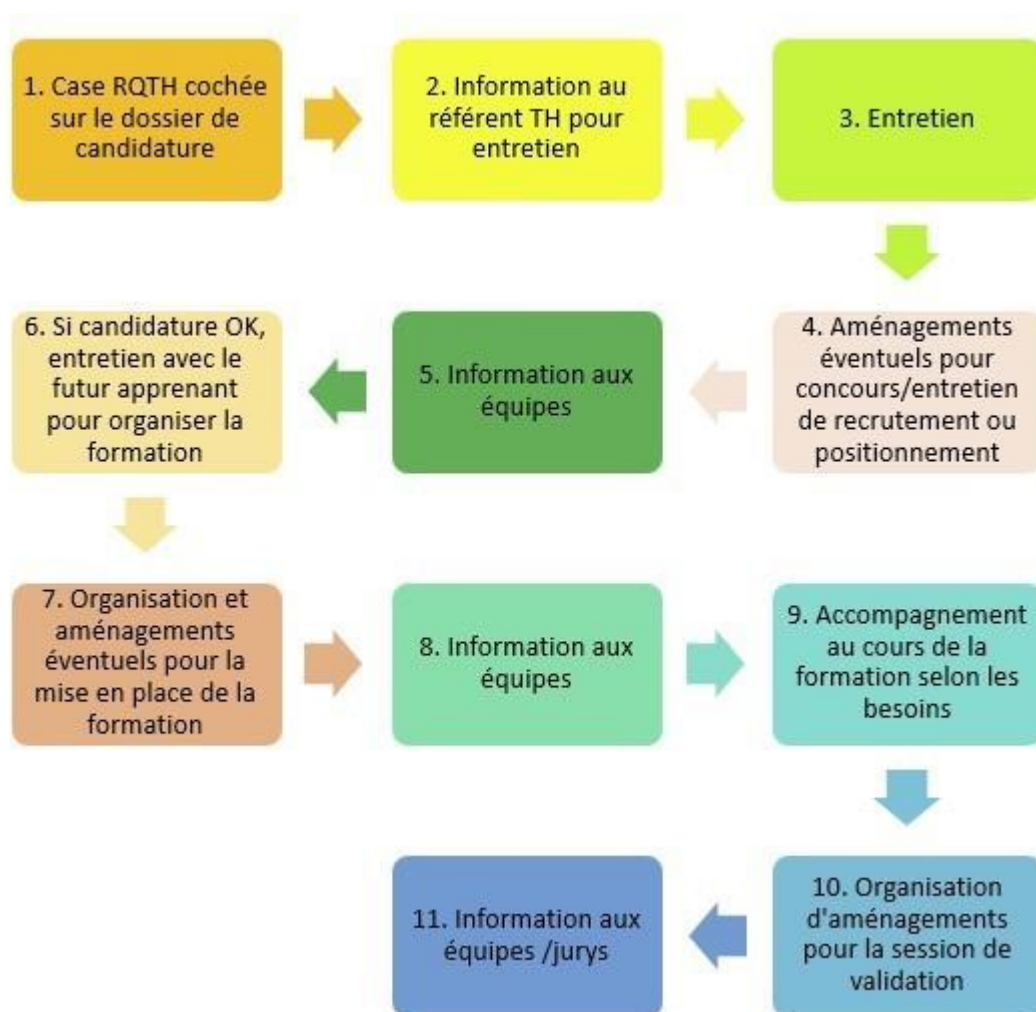 1. Case RQTH cochée
sur le dossier de
candidature
2. Information au
référent TH pour
entretien
3. Entretien
4. Aménagements
éventuels pour
concours/entretien
de recrutement ou
positionnement
5. Information aux
équipes
6. Si candidature OK,
entretien avec le
futur apprenant
pour organiser la
formation
7. Organisation et
aménagements
éventuels pour la
mise en place de la
formation
8. Information aux
équipes
9. Accompagnement
au cours de la
formation selon les
besoins
10. Organisation
d'aménagements
pour la session de
validation
11. Information aux
équipes /jurys